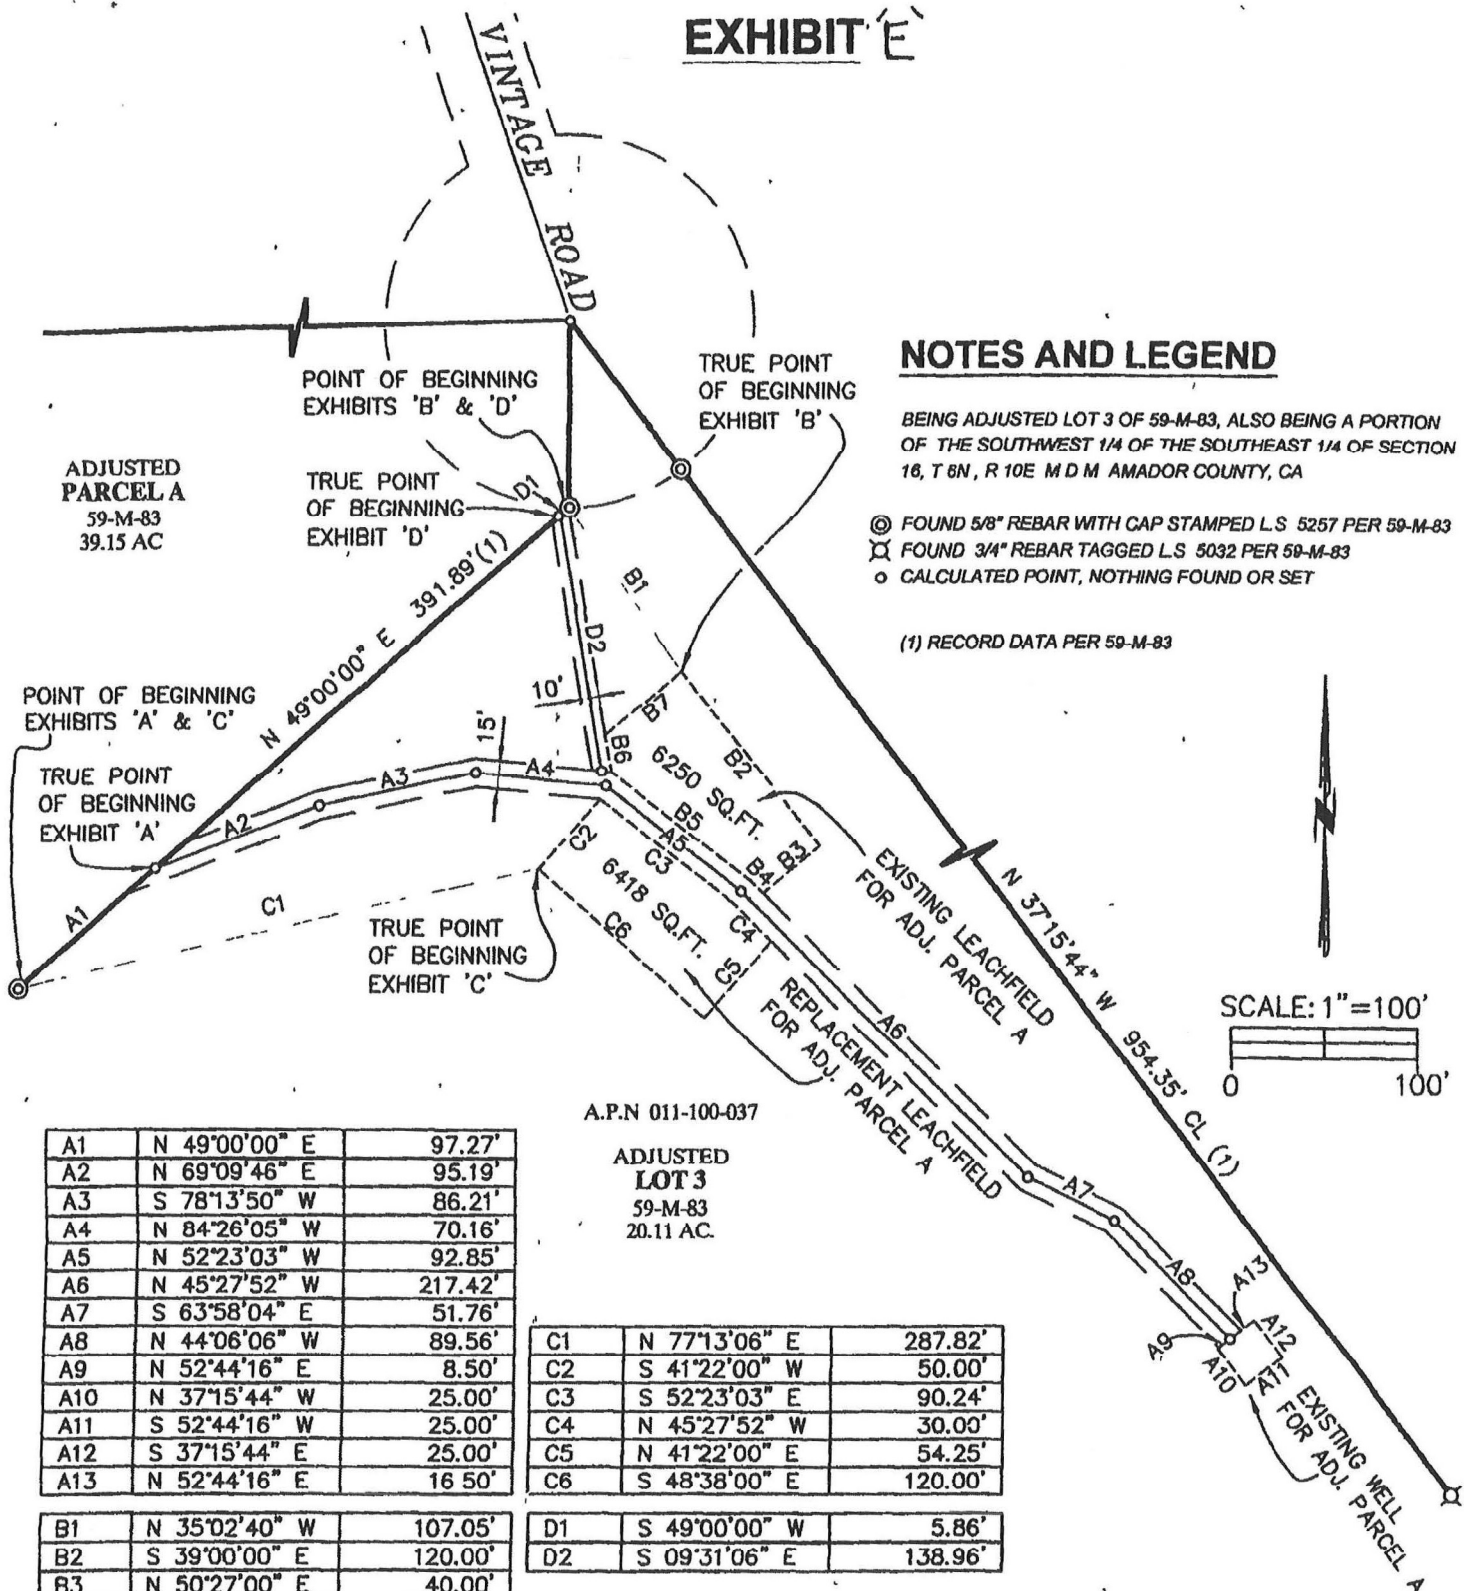 EXHIBIT 'E'
VINTAGE ROAD
POINT OF BEGINNING
EXHIBITS 'B' & 'D'
TRUE POINT
OF BEGINNING
EXHIBIT 'B'
NOTES AND LEGEND
BEING ADJUSTED LOT 3 OF 59-M-83, ALSO BEING A PORTION
OF THE SOUTHWEST 1/4 OF THE SOUTHEAST 1/4 OF SECTION
16, T 8N, R 10E M D M AMADOR COUNTY, CA
FOUND 5/8" REBAR WITH CAP STAMPED L.S 5257 PER 59-M-83
FOUND 3/4" REBAR TAGGED L.S 5032 PER 59-M-83
CALCULATED POINT, NOTHING FOUND OR SET
(1) RECORD DATA PER 59-M-83
ADJUSTED
PARCEL A
59-M-83
39.15 AC
TRUE POINT
OF BEGINNING
EXHIBIT 'D'
D1
N 49°00'00" E 391.89'(1)
B1
D2
10'
B7
B6
POINT OF BEGINNING
EXHIBITS 'A' & 'C'
TRUE POINT
OF BEGINNING
EXHIBIT 'A'
15'
A1
A2
A3
A4
6250 SQ.FT.
B2
B5
A5
B3
B4
C2
C3
6418 SQ.FT.
C4
C6
C5
C1
TRUE POINT
OF BEGINNING
EXHIBIT 'C'
EXISTING LEACHFIELD
FOR ADJ. PARCEL A
REPLACEMENT LEACHFIELD
FOR ADJ. PARCEL A
A6
N 37°15'44" W 954.35' CL (1)
SCALE: 1"=100'
0 100'
A7
A8
A13
A12
A9
A10
A11
EXISTING WELL
FOR ADJ. PARCEL A
A.P.N 011-100-037
ADJUSTED
LOT 3
59-M-83
20.11 AC.
A1 N 49°00'00" E 97.27'
A2 N 69°09'46" E 95.19'
A3 S 78°13'50" W 86.21'
A4 N 84°26'05" W 70.16'
A5 N 52°23'03" W 92.85'
A6 N 45°27'52" W 217.42'
A7 S 63°58'04" E 51.76'
A8 N 44°06'06" W 89.56'
A9 N 52°44'16" E 8.50'
A10 N 37°15'44" W 25.00'
A11 S 52°44'16" W 25.00'
A12 S 37°15'44" E 25.00'
A13 N 52°44'16" E 16 50'
C1 N 77°13'06" E 287.82'
C2 S 41°22'00" W 50.00'
C3 S 52°23'03" E 90.24'
C4 N 45°27'52" W 30.00'
C5 N 41°22'00" E 54.25'
C6 S 48°38'00" E 120.00'
B1 N 35°02'40" W 107.05'
B2 S 39°00'00" E 120.00'
B3 N 50°27'00" E 40.00'
D1 S 49°00'00" W 5.86'
D2 S 09°31'06" E 138.96'